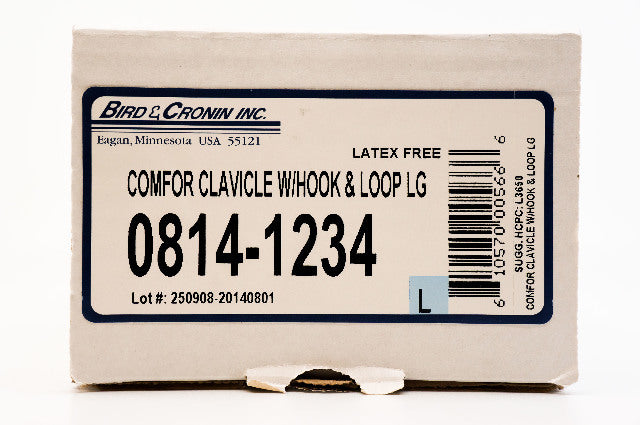 BIRD & CRONIN INC.
Eagan, Minnesota USA 55121
LATEX FREE
COMFOR CLAVICLE W/HOOK & LOOP LG
0814-1234
Lot #: 250908-20140801
L
6 10570 00566 6
SUGG. HCPC: L3650
COMFOR CLAVICLE W/HOOK & LOOP LG